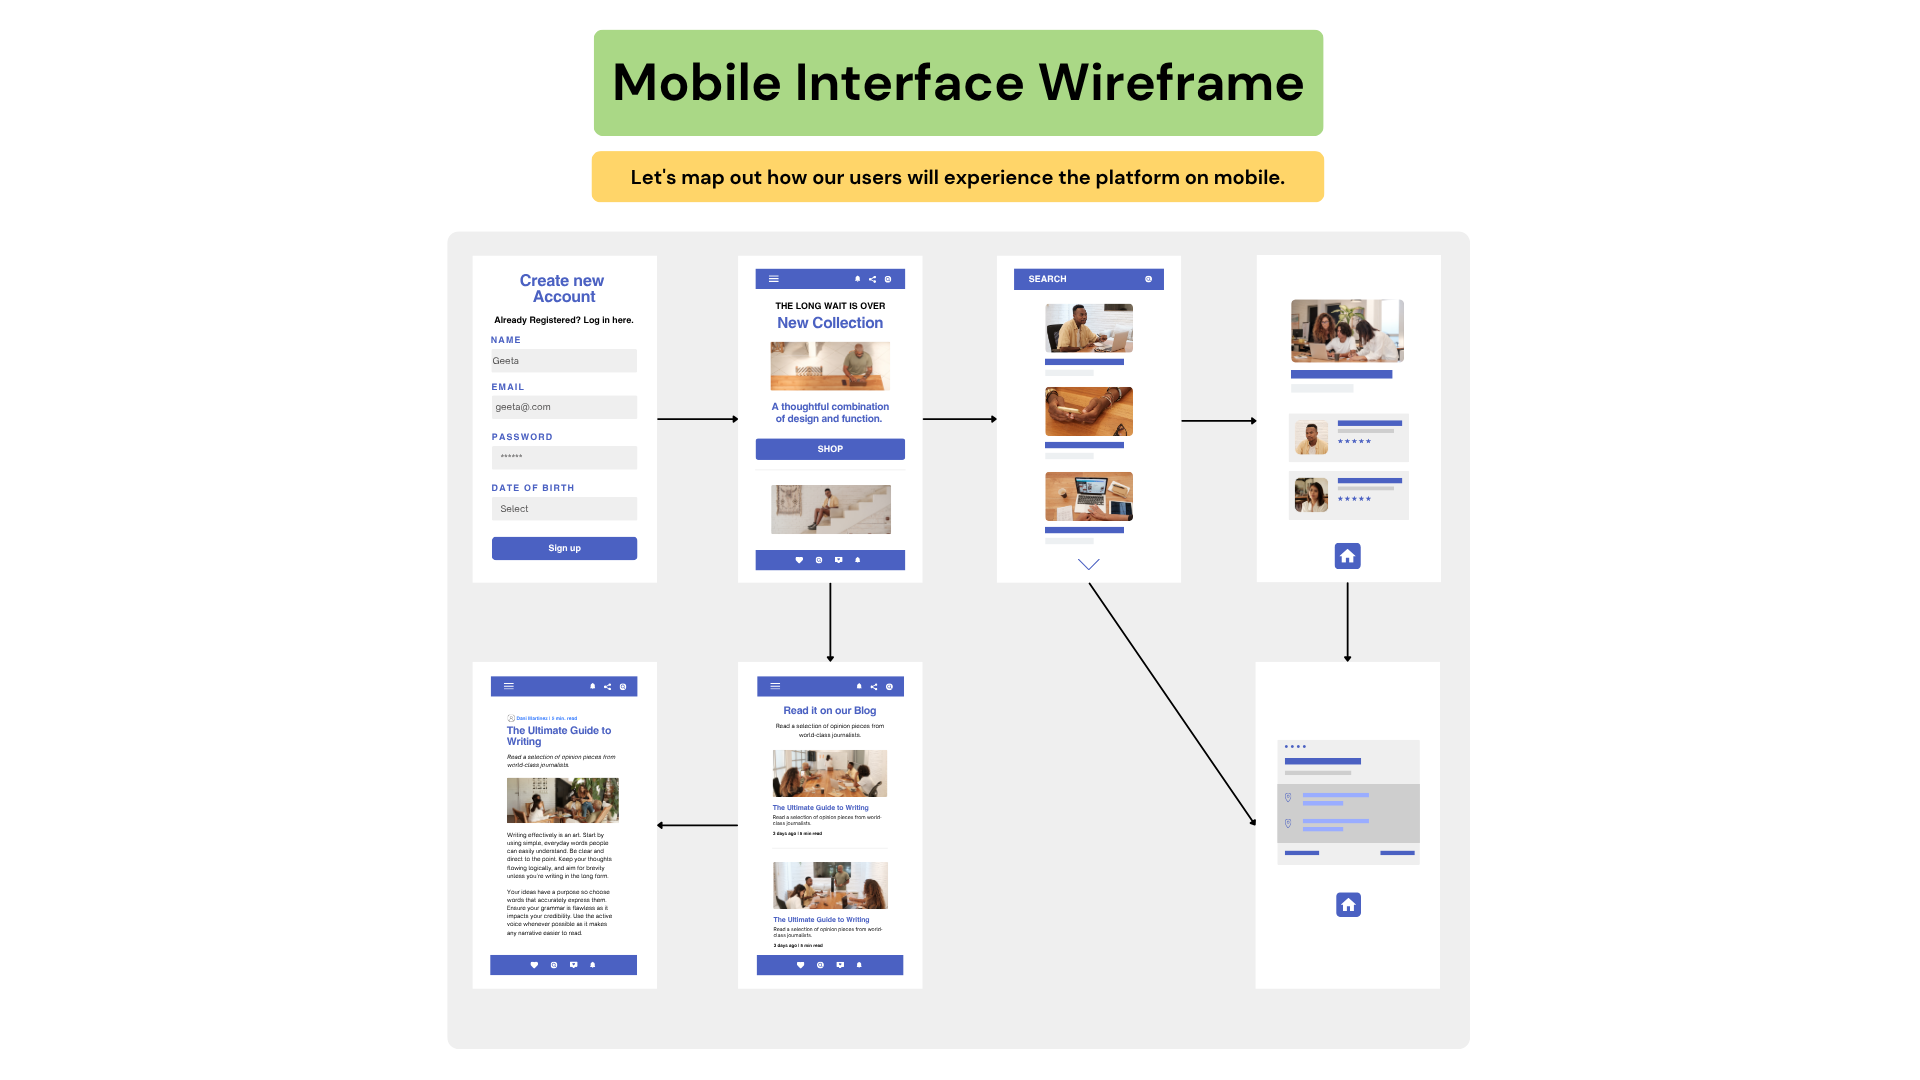 Mobile Interface Wireframe
Let's map out how our users will experience the platform on mobile.
Create new
Account
Already Registered? Log in here.
NAME
Geeta
EMAIL
geeta@.com
PASSWORD
******
DATE OF BIRTH
Select
Sign up
THE LONG WAIT IS OVER
New Collection
A thoughtful combination
of design and function.
SHOP
SEARCH
Dani Martinez | 5 min. read
The Ultimate Guide to
Writing
Read a selection of opinion pieces from
world-class journalists.
Writing effectively is an art. Start by
using simple, everyday words people
can easily understand. Be clear and
direct to the point. Keep your thoughts
flowing logically, and aim for brevity
unless you're writing in the long form.
Your ideas have a purpose so choose
words that accurately express them.
Ensure your grammar is flawless as it
impacts your credibility. Use the active
voice whenever possible as it makes
any narrative easier to read.
Read it on our Blog
Read a selection of opinion pieces from
world-class journalists.
The Ultimate Guide to Writing
Read a selection of opinion pieces from world-
class journalists.
2 days ago | 5 min read
The Ultimate Guide to Writing
Read a selection of opinion pieces from world-
class journalists.
2 days ago | 5 min read